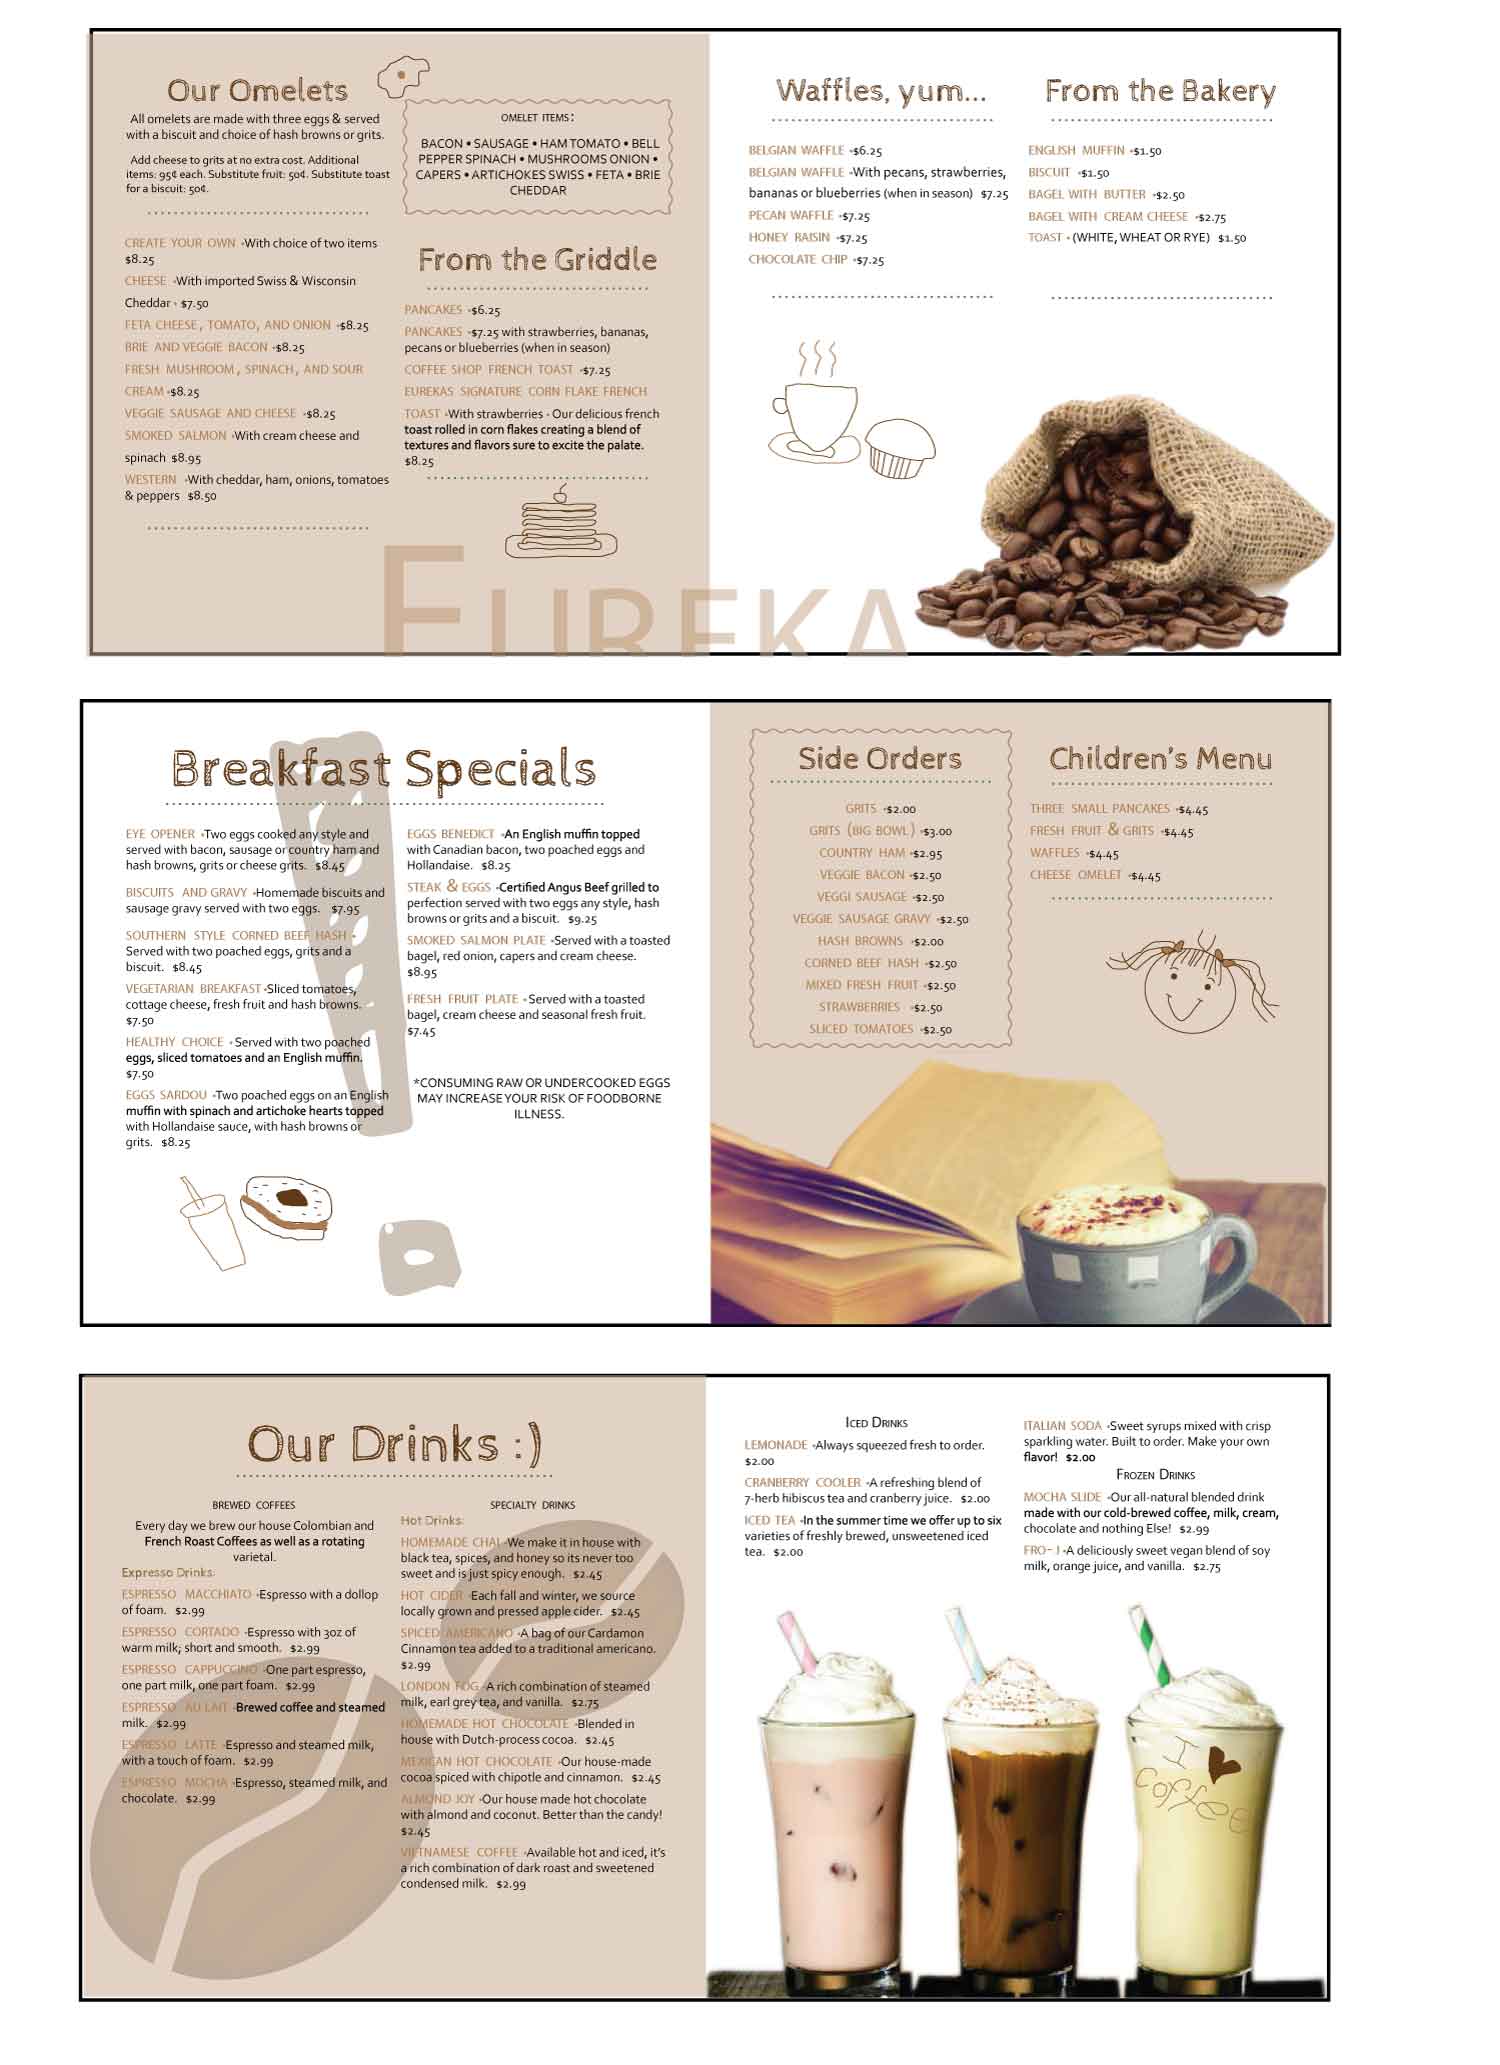 Our Omelets
All omelets are made with three eggs & served
with a biscuit and choice of hash browns or grits.
Add cheese to grits at no extra cost. Additional
items: 95¢ each. Substitute fruit: 50¢. Substitute toast
for a biscuit: 50¢.
CREATE YOUR OWN -With choice of two items
$8.25
CHEESE -With imported Swiss & Wisconsin
Cheddar - $7.50
FETA CHEESE, TOMATO, AND ONION -$8.25
BRIE AND VEGGIE BACON -$8.25
FRESH MUSHROOM, SPINACH, AND SOUR
CREAM -$8.25
VEGGIE SAUSAGE AND CHEESE -$8.25
SMOKED SALMON -With cream cheese and
spinach $8.95
WESTERN -With cheddar, ham, onions, tomatoes
& peppers $8.50
OMELET ITEMS:
BACON • SAUSAGE • HAM TOMATO • BELL
PEPPER SPINACH • MUSHROOMS ONION •
CAPERS • ARTICHOKES SWISS • FETA • BRIE
CHEDDAR
From the Griddle
PANCAKES -$6.25
PANCAKES -$7.25 with strawberries, bananas,
pecans or blueberries (when in season)
COFFEE SHOP FRENCH TOAST -$7.25
EUREKAS SIGNATURE CORN FLAKE FRENCH
TOAST -With strawberries - Our delicious french
toast rolled in corn flakes creating a blend of
textures and flavors sure to excite the palate.
$8.25
Waffles, yum...
BELGIAN WAFFLE -$6.25
BELGIAN WAFFLE -With pecans, strawberries,
bananas or blueberries (when in season) $7.25
PECAN WAFFLE -$7.25
HONEY RAISIN -$7.25
CHOCOLATE CHIP -$7.25
From the Bakery
ENGLISH MUFFIN -$1.50
BISCUIT -$1.50
BAGEL WITH BUTTER -$2.50
BAGEL WITH CREAM CHEESE -$2.75
TOAST - (WHITE, WHEAT OR RYE) $1.50
EUREKA
Breakfast Specials
EYE OPENER -Two eggs cooked any style and
served with bacon, sausage or country ham and
hash browns, grits or cheese grits. $8.45
BISCUITS AND GRAVY -Homemade biscuits and
sausage gravy served with two eggs. $7.95
SOUTHERN STYLE CORNED BEEF HASH -
Served with two poached eggs, grits and a
biscuit. $8.45
VEGETARIAN BREAKFAST -Sliced tomatoes,
cottage cheese, fresh fruit and hash browns.
$7.50
HEALTHY CHOICE - Served with two poached
eggs, sliced tomatoes and an English muffin.
$7.50
EGGS SARDOU -Two poached eggs on an English
muffin with spinach and artichoke hearts topped
with Hollandaise sauce, with hash browns or
grits. $8.25
EGGS BENEDICT -An English muffin topped
with Canadian bacon, two poached eggs and
Hollandaise. $8.25
STEAK & EGGS -Certified Angus Beef grilled to
perfection served with two eggs any style, hash
browns or grits and a biscuit. $9.25
SMOKED SALMON PLATE -Served with a toasted
bagel, red onion, capers and cream cheese.
$8.95
FRESH FRUIT PLATE - Served with a toasted
bagel, cream cheese and seasonal fresh fruit.
$7.45
*CONSUMING RAW OR UNDERCOOKED EGGS
MAY INCREASE YOUR RISK OF FOODBORNE
ILLNESS.
Side Orders
GRITS -$2.00
GRITS (BIG BOWL) -$3.00
COUNTRY HAM -$2.95
VEGGIE BACON -$2.50
VEGGI SAUSAGE -$2.50
VEGGIE SAUSAGE GRAVY -$2.50
HASH BROWNS -$2.00
CORNED BEEF HASH -$2.50
MIXED FRESH FRUIT -$2.50
STRAWBERRIES -$2.50
SLICED TOMATOES -$2.50
Children's Menu
THREE SMALL PANCAKES -$4.45
FRESH FRUIT & GRITS -$4.45
WAFFLES -$4.45
CHEESE OMELET -$4.45
Our Drinks :)
BREWED COFFEES
Every day we brew our house Colombian and
French Roast Coffees as well as a rotating
varietal.
Expresso Drinks:
ESPRESSO MACCHIATO -Espresso with a dollop
of foam. $2.99
ESPRESSO CORTADO -Espresso with 3oz of
warm milk; short and smooth. $2.99
ESPRESSO CAPPUCCINO -One part espresso,
one part milk, one part foam. $2.99
ESPRESSO AU LAIT -Brewed coffee and steamed
milk. $2.99
ESPRESSO LATTE -Espresso and steamed milk,
with a touch of foam. $2.99
ESPRESSO MOCHA -Espresso, steamed milk, and
chocolate. $2.99
SPECIALTY DRINKS
Hot Drinks:
HOMEMADE CHAI -We make it in house with
black tea, spices, and honey so its never too
sweet and is just spicy enough. $2.45
HOT CIDER -Each fall and winter, we source
locally grown and pressed apple cider. $2.45
SPICED AMERICANO -A bag of our Cardamon
Cinnamon tea added to a traditional americano.
$2.99
LONDON FOG -A rich combination of steamed
milk, earl grey tea, and vanilla. $2.75
HOMEMADE HOT CHOCOLATE -Blended in
house with Dutch-process cocoa. $2.45
MEXICAN HOT CHOCOLATE -Our house-made
cocoa spiced with chipotle and cinnamon. $2.45
ALMOND JOY -Our house made hot chocolate
with almond and coconut. Better than the candy!
$2.45
VIETNAMESE COFFEE -Available hot and iced, it's
a rich combination of dark roast and sweetened
condensed milk. $2.99
ICED DRINKS
LEMONADE -Always squeezed fresh to order.
$2.00
CRANBERRY COOLER -A refreshing blend of
7-herb hibiscus tea and cranberry juice. $2.00
ICED TEA -In the summer time we offer up to six
varieties of freshly brewed, unsweetened iced
tea. $2.00
ITALIAN SODA -Sweet syrups mixed with crisp
sparkling water. Built to order. Make your own
flavor! $2.00
FROZEN DRINKS
MOCHA SLIDE -Our all-natural blended drink
made with our cold-brewed coffee, milk, cream,
chocolate and nothing Else! $2.99
FRO- J -A deliciously sweet vegan blend of soy
milk, orange juice, and vanilla. $2.75
I
Coffee